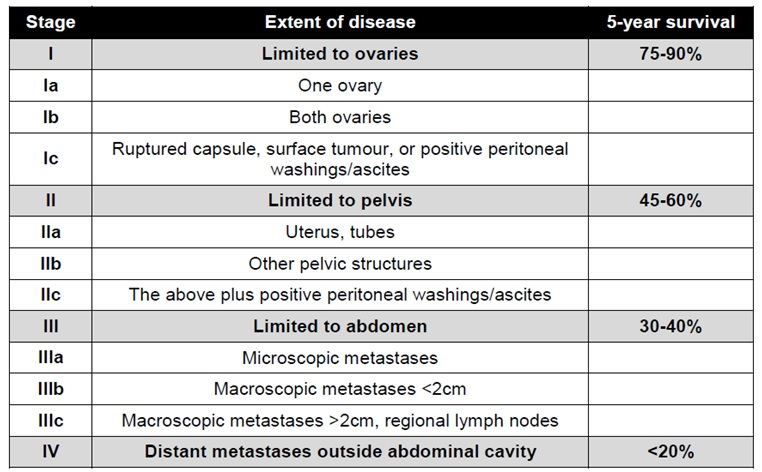 Stage Extent of disease 5-year survival
I Limited to ovaries 75-90%
Ia One ovary
Ib Both ovaries
Ic Ruptured capsule, surface tumour, or positive peritoneal
washings/ascites
II Limited to pelvis 45-60%
IIa Uterus, tubes
IIb Other pelvic structures
IIc The above plus positive peritoneal washings/ascites
III Limited to abdomen 30-40%
IIIa Microscopic metastases
IIIb Macroscopic metastases <2cm
IIIc Macroscopic metastases >2cm, regional lymph nodes
IV Distant metastases outside abdominal cavity <20%